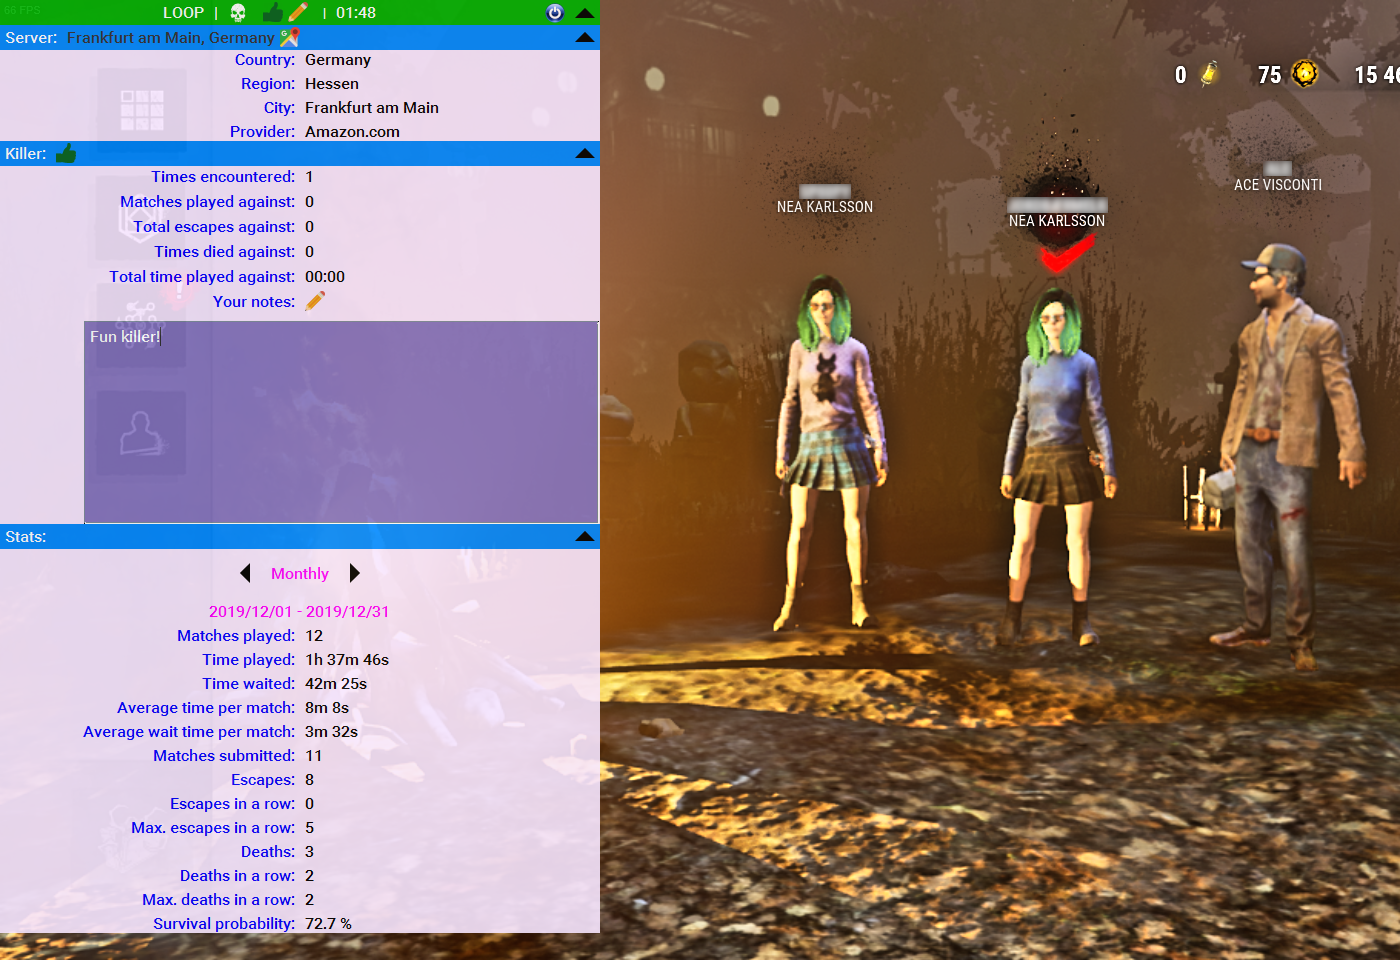 66 FPS
LOOP | | 01:48
Server: Frankfurt am Main, Germany
Country: Germany
Region: Hessen
City: Frankfurt am Main
Provider: Amazon.com
Killer:
Times encountered: 1
Matches played against: 0
Total escapes against: 0
Times died against: 0
Total time played against: 00:00
Your notes:
Fun killer!
Stats:
Monthly
2019/12/01 - 2019/12/31
Matches played: 12
Time played: 1h 37m 46s
Time waited: 42m 25s
Average time per match: 8m 8s
Average wait time per match: 3m 32s
Matches submitted: 11
Escapes: 8
Escapes in a row: 0
Max. escapes in a row: 5
Deaths: 3
Deaths in a row: 2
Max. deaths in a row: 2
Survival probability: 72.7 %
0 75 15 46
NEA KARLSSON
NEA KARLSSON
ACE VISCONTI